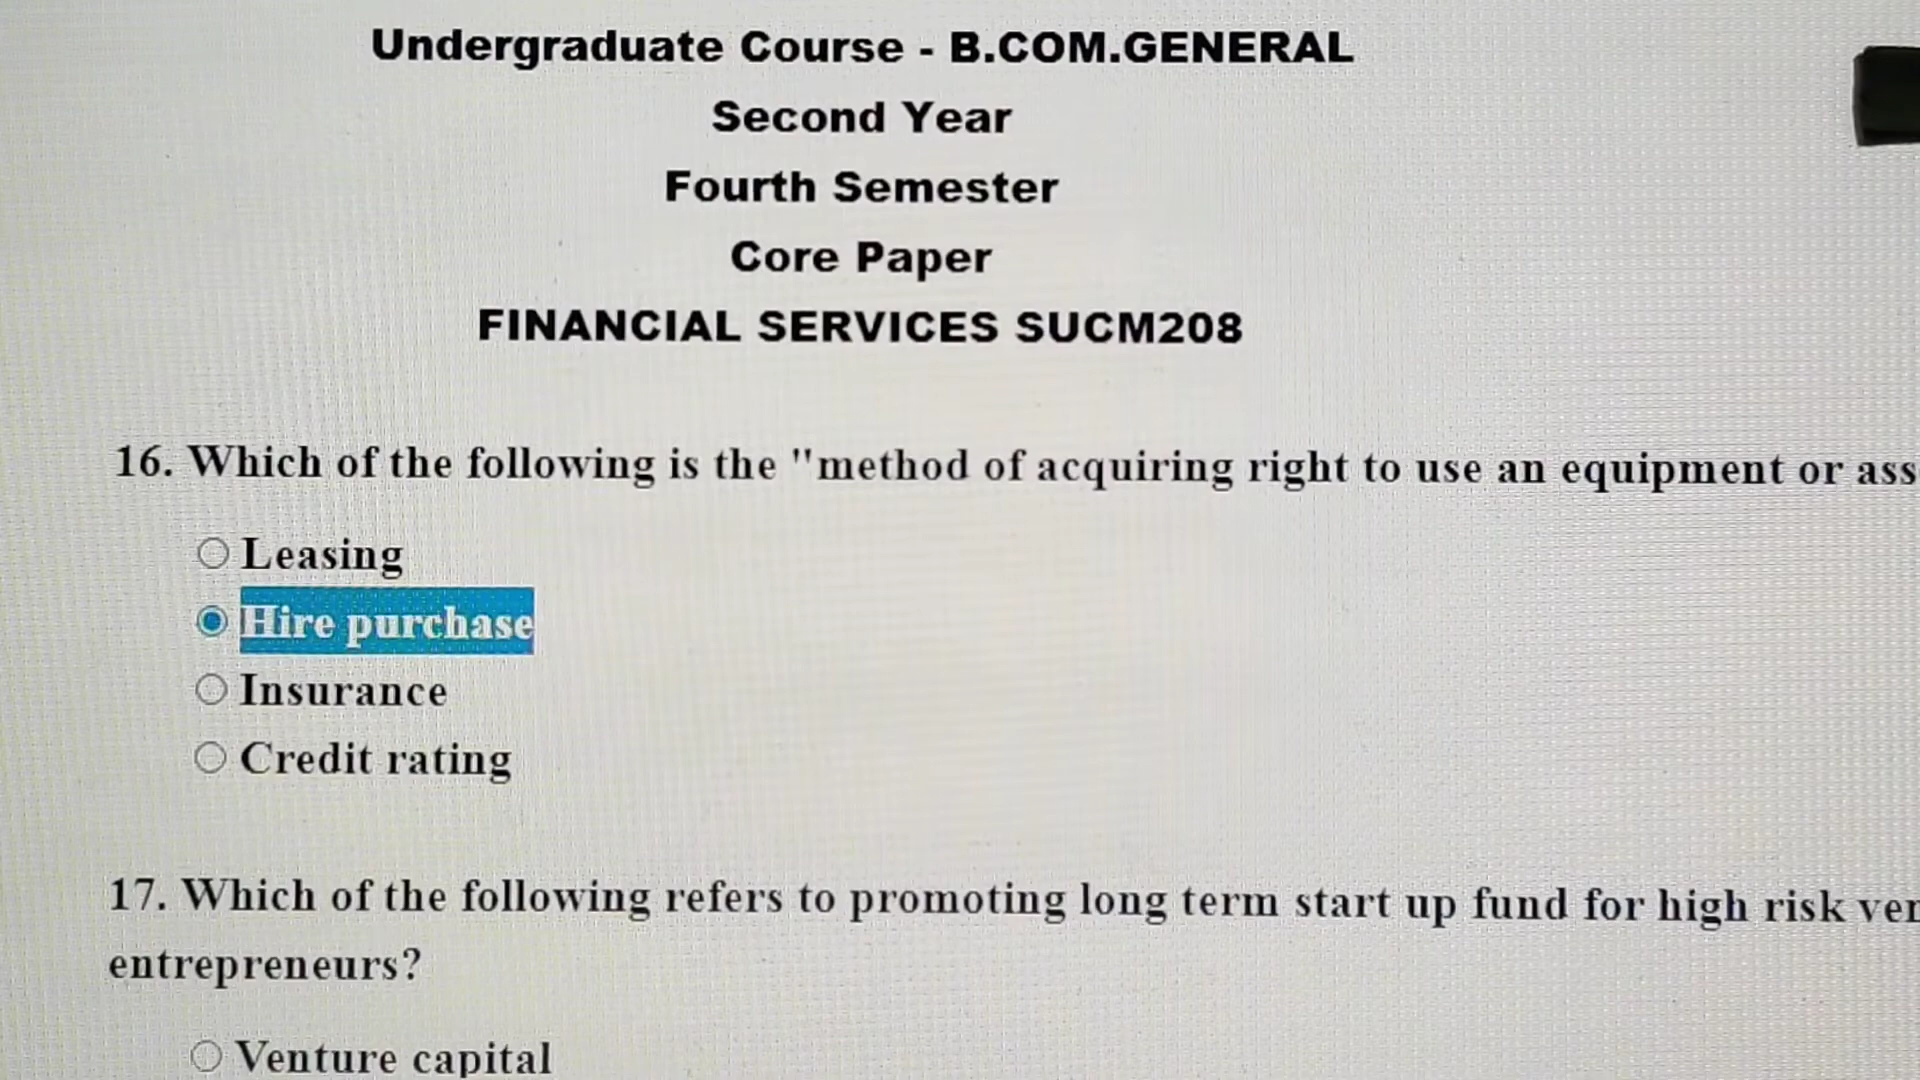 Undergraduate Course - B.COM.GENERAL
Second Year
Fourth Semester
Core Paper
FINANCIAL SERVICES SUCM208
16. Which of the following is the "method of acquiring right to use an equipment or ass
Leasing
Hire purchase
Insurance
Credit rating
17. Which of the following refers to promoting long term start up fund for high risk ver
entrepreneurs?
Venture capital